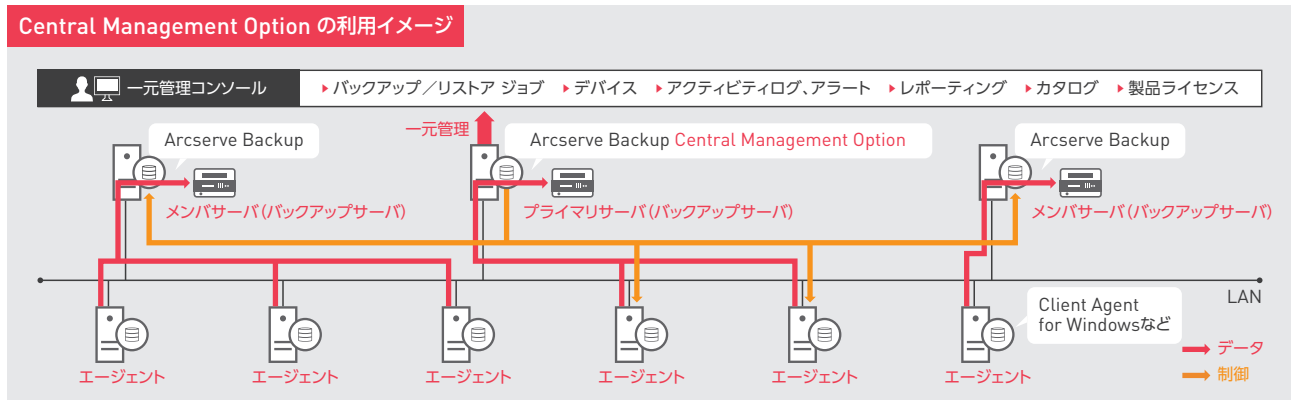 Central Management Option の利用イメージ
一元管理コンソール
▶バックアップ／リストア ジョブ ▶デバイス ▶アクティビティログ、アラート ▶レポーティング ▶カタログ ▶製品ライセンス
一元管理
Arcserve Backup
Arcserve Backup Central Management Option
Arcserve Backup
メンバサーバ（バックアップサーバ）
プライマリサーバ（バックアップサーバ）
メンバサーバ（バックアップサーバ）
LAN
Client Agent
for Windowsなど
エージェント
エージェント
エージェント
エージェント
エージェント
エージェント
データ
制御